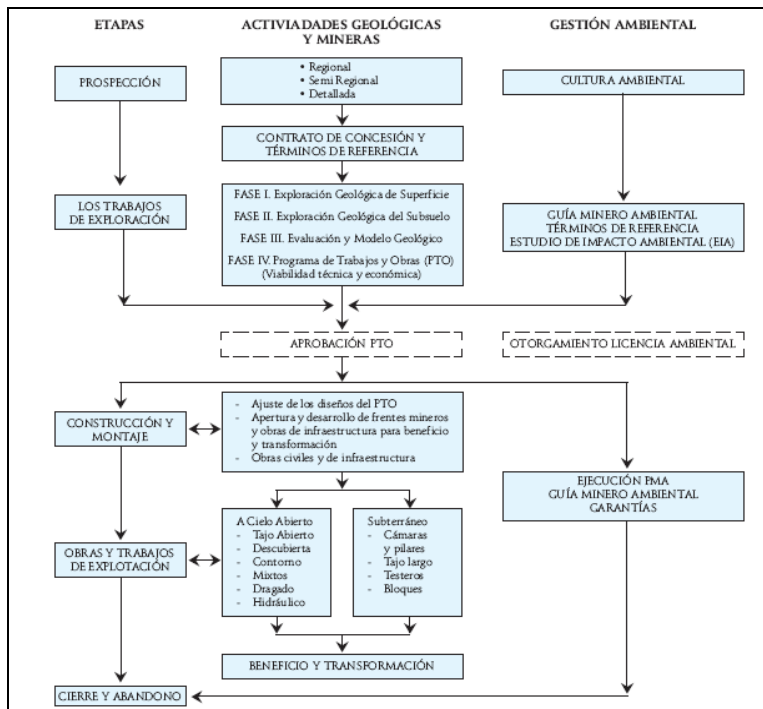 ETAPAS
ACTIVIADADES GEOLÓGICAS
Y MINERAS
GESTIÓN AMBIENTAL
PROSPECCIÓN
• Regional
• Semi Regional
• Detallada
CULTURA AMBIENTAL
CONTRATO DE CONCESIÓN Y
TÉRMINOS DE REFERENCIA
LOS TRABAJOS
DE EXPLORACIÓN
FASE I. Exploración Geológica de Superficie
FASE II. Exploración Geológica del Subsuelo
FASE III. Evaluación y Modelo Geológico
FASE IV. Programa de Trabajos y Obras (PTO)
(Viabilidad técnica y económica)
GUÍA MINERO AMBIENTAL
TÉRMINOS DE REFERENCIA
ESTUDIO DE IMPACTO AMBIENTAL (EIA)
APROBACIÓN PTO
OTORGAMIENTO LICENCIA AMBIENTAL
CONSTRUCCIÓN Y
MONTAJE
- Ajuste de los diseños del PTO
- Apertura y desarrollo de frentes mineros
y obras de infraestructura para beneficio
y transformación
- Obras civiles y de infraestructura
EJECUCIÓN PMA
GUÍA MINERO AMBIENTAL
GARANTÍAS
OBRAS Y TRABAJOS
DE EXPLOTACIÓN
A Cielo Abierto
- Tajo Abierto
- Descubierta
- Contorno
- Mixtos
- Dragado
- Hidráulico
Subterráneo
- Cámaras
y pilares
- Tajo largo
- Testeros
- Bloques
BENEFICIO Y TRANSFORMACIÓN
CIERRE Y ABANDONO